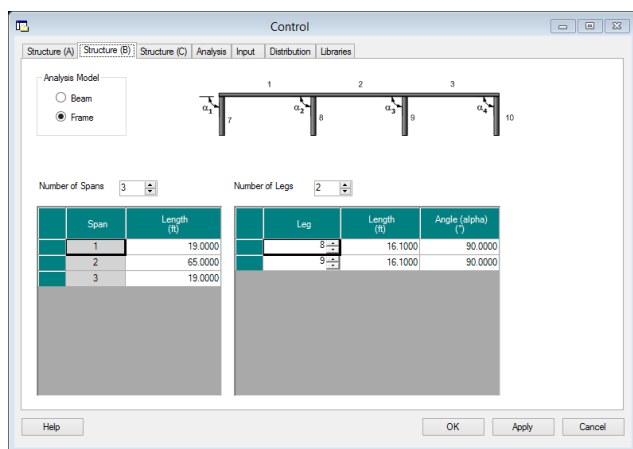 Control
Structure (A) Structure (B) Structure (C) Analysis Input Distribution Libraries
Analysis Model
Beam
Frame
1 2 3
α1 α2 α3 α4
7 8 9 10
Number of Spans 3
Number of Legs 2
Span Length (ft)
1 19.0000
2 65.0000
3 19.0000
Leg Length (ft) Angle (alpha) (°)
8 16.1000 90.0000
9 16.1000 90.0000
Help OK Apply Cancel